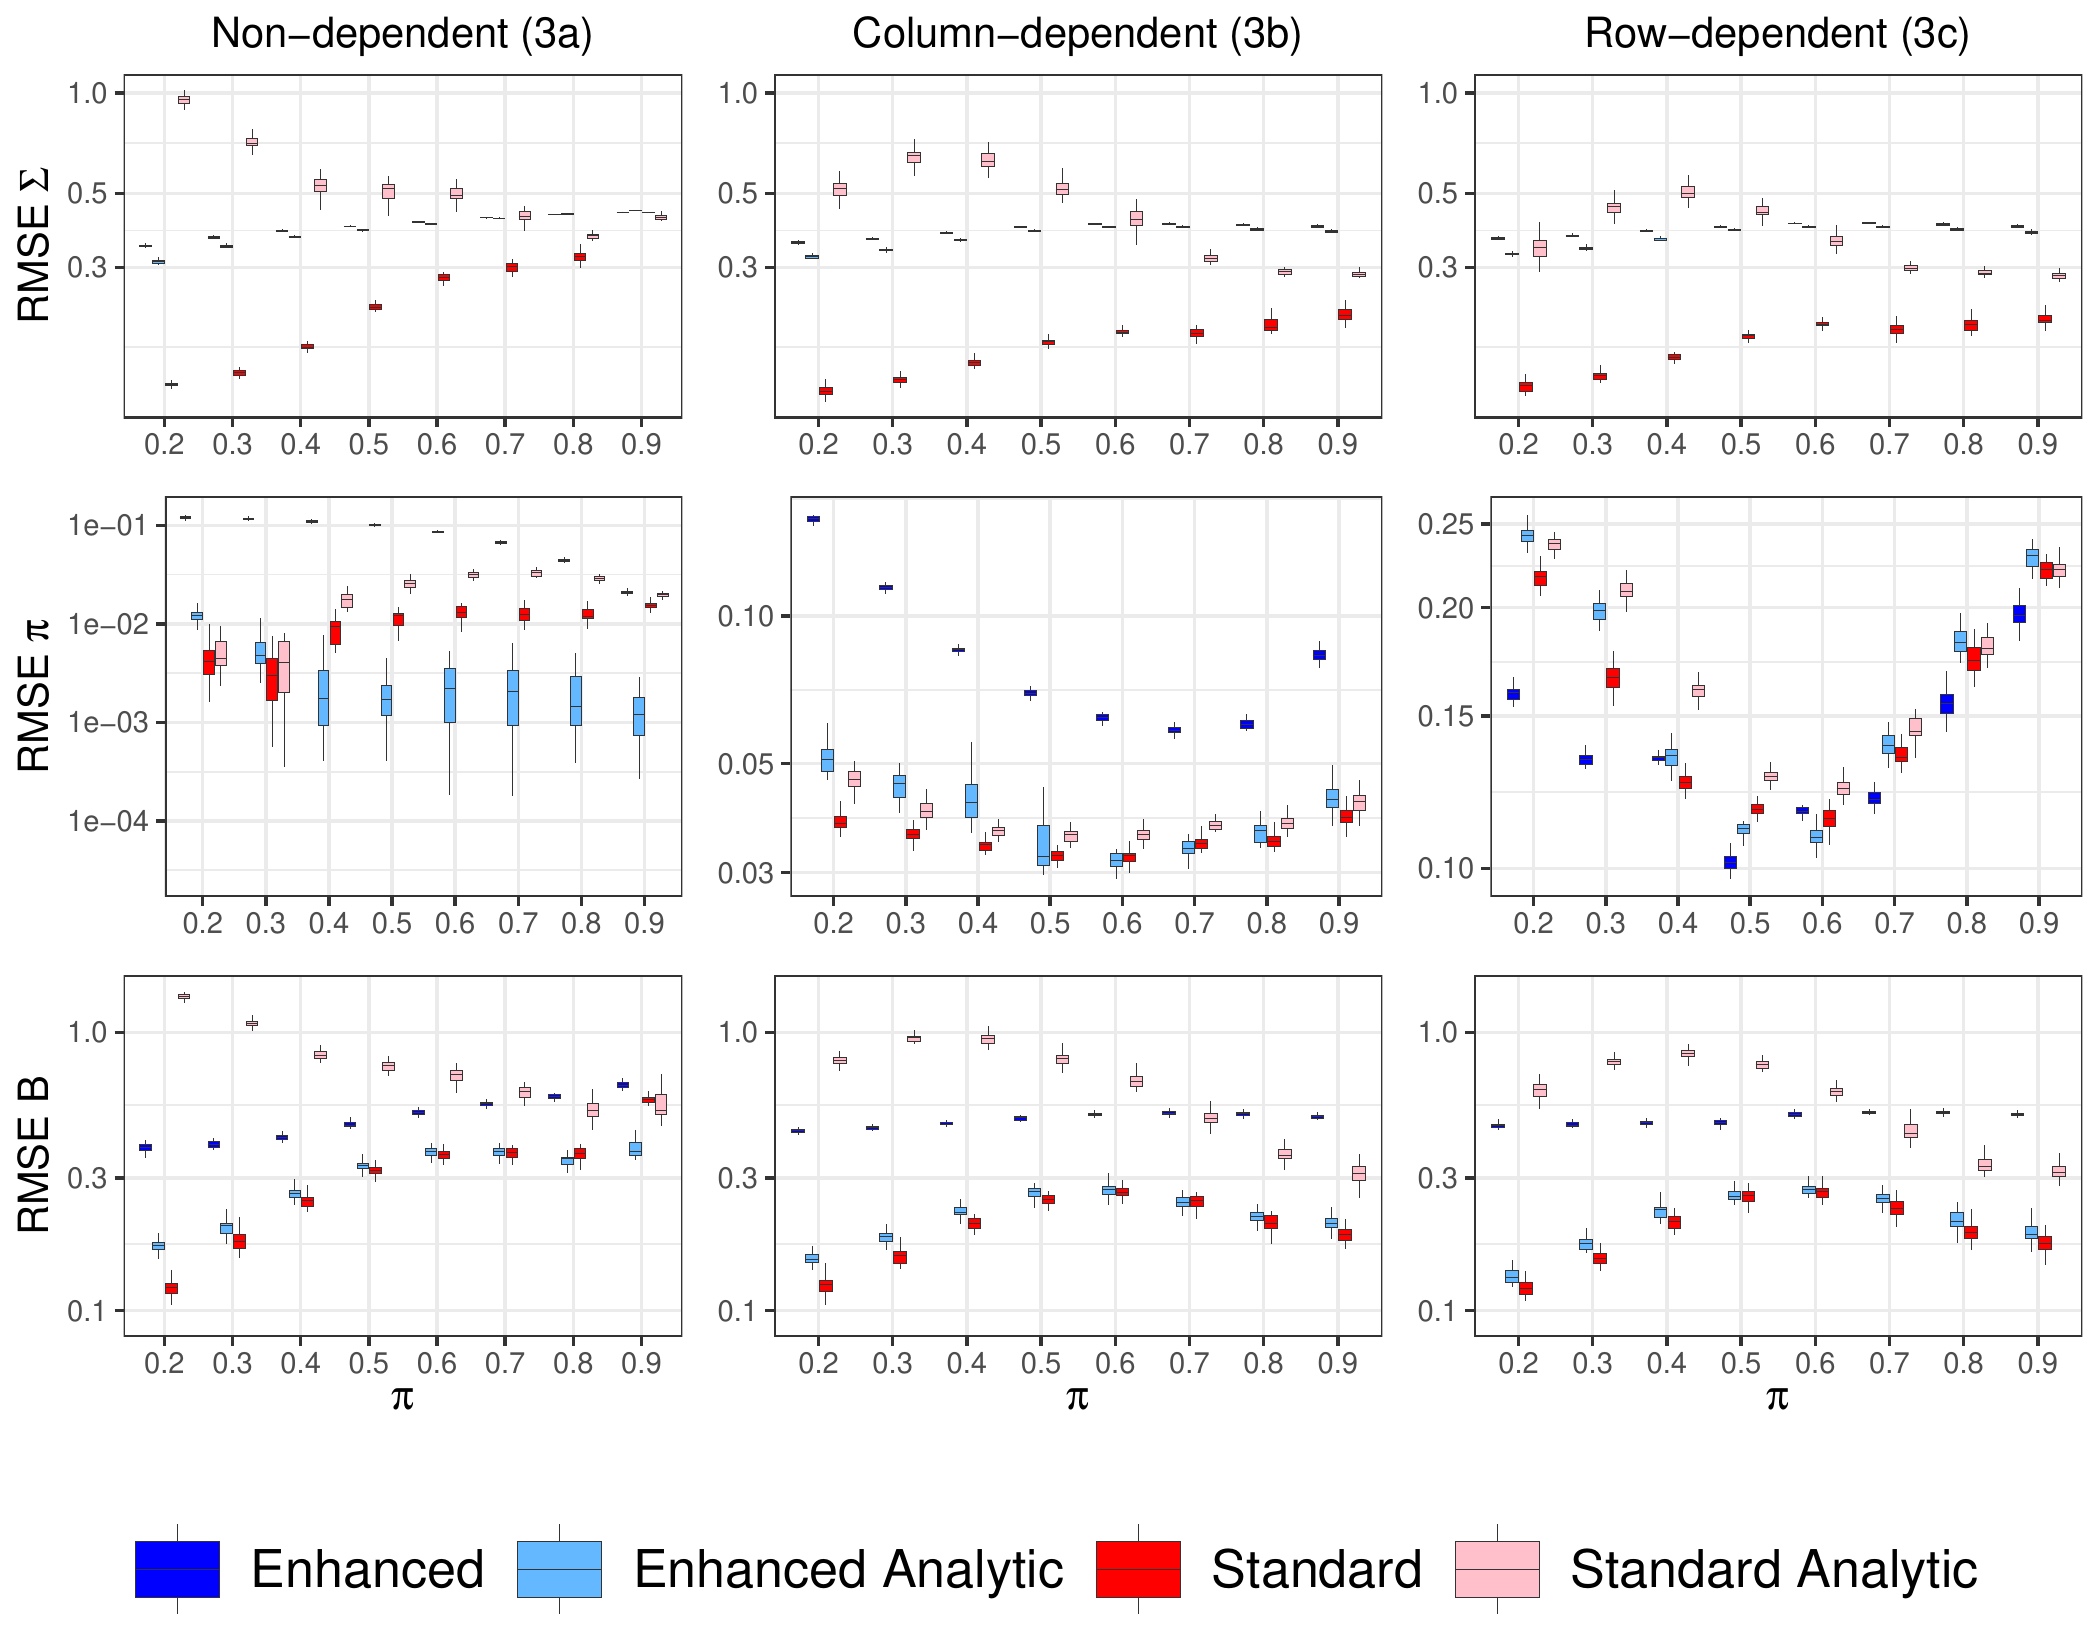 Non−dependent (3a) Column−dependent (3b) Row−dependent (3c)
RMSE Σ
1.0
0.5
0.3
0.2 0.3 0.4 0.5 0.6 0.7 0.8 0.9
1.0
0.5
0.3
0.2 0.3 0.4 0.5 0.6 0.7 0.8 0.9
1.0
0.5
0.3
0.2 0.3 0.4 0.5 0.6 0.7 0.8 0.9
RMSE π
1e−01
1e−02
1e−03
1e−04
0.2 0.3 0.4 0.5 0.6 0.7 0.8 0.9
0.10
0.05
0.03
0.2 0.3 0.4 0.5 0.6 0.7 0.8 0.9
0.25
0.20
0.15
0.10
0.2 0.3 0.4 0.5 0.6 0.7 0.8 0.9
RMSE B
1.0
0.3
0.1
0.2 0.3 0.4 0.5 0.6 0.7 0.8 0.9
π
1.0
0.3
0.1
0.2 0.3 0.4 0.5 0.6 0.7 0.8 0.9
π
1.0
0.3
0.1
0.2 0.3 0.4 0.5 0.6 0.7 0.8 0.9
π
Enhanced Enhanced Analytic Standard Standard Analytic